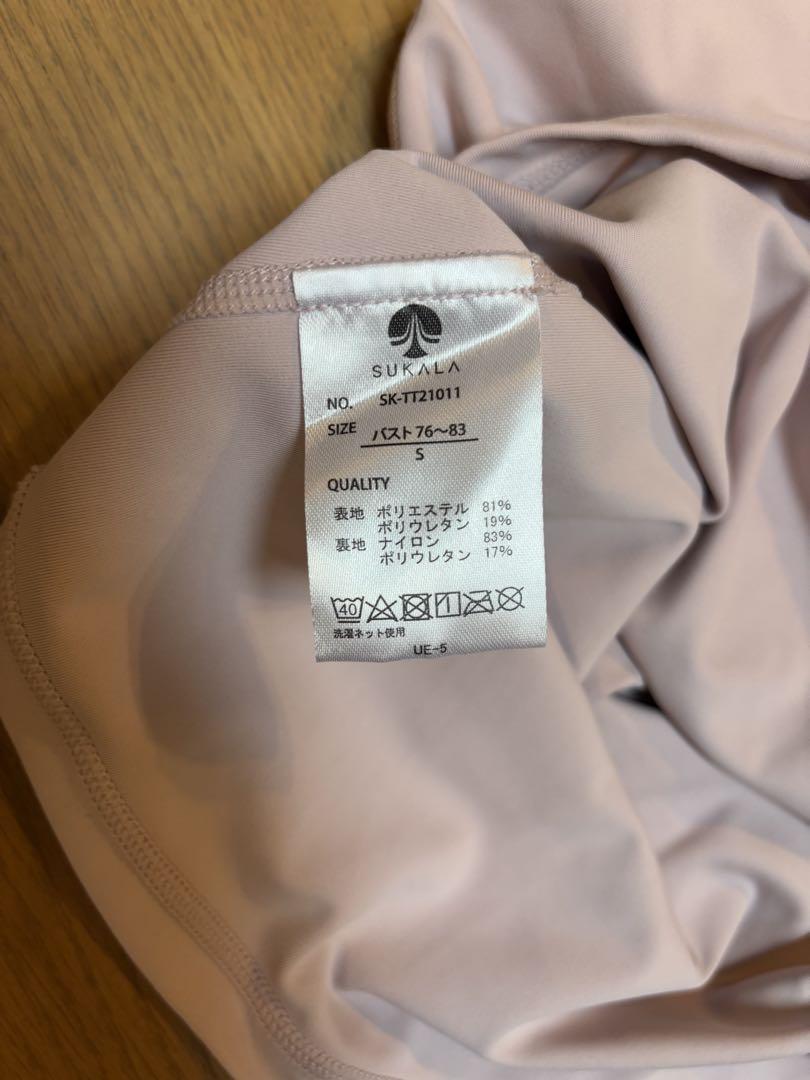 SUKALA
NO. SK-TT21011
SIZE バスト 76〜83
S
QUALITY
表地 ポリエステル 81%
ポリウレタン 19%
裏地 ナイロン 83%
ポリウレタン 17%
40
洗濯ネット使用
UE-5